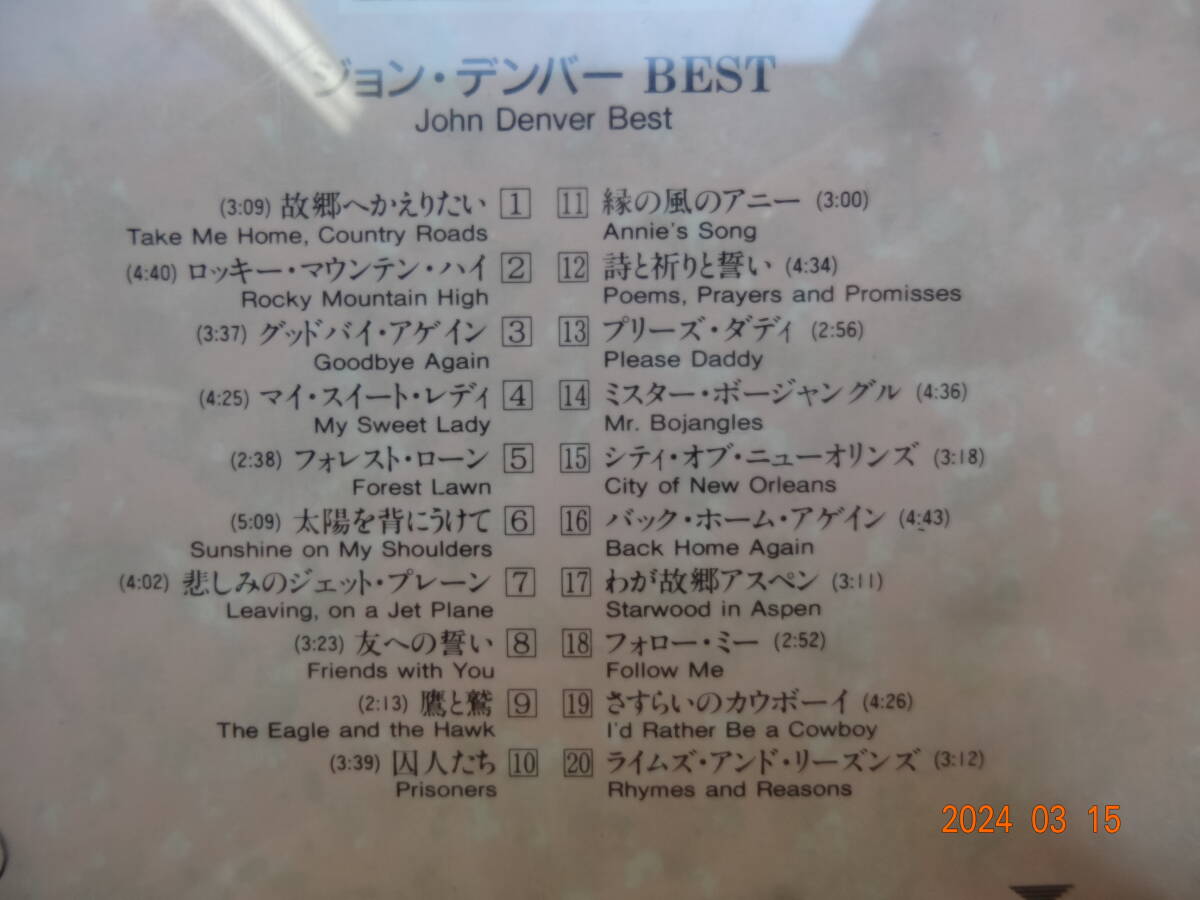 ジョン・デンバー BEST
John Denver Best
(3:09) 故郷へかえりたい 1
Take Me Home, Country Roads
(4:40) ロッキー・マウンテン・ハイ 2
Rocky Mountain High
(3:37) グッドバイ・アゲイン 3
Goodbye Again
(4:25) マイ・スイート・レディ 4
My Sweet Lady
(2:38) フォレスト・ローン 5
Forest Lawn
(5:09) 太陽を背にうけて 6
Sunshine on My Shoulders
(4:02) 悲しみのジェット・プレーン 7
Leaving, on a Jet Plane
(3:23) 友への誓い 8
Friends with You
(2:13) 鷹と鷲 9
The Eagle and the Hawk
(3:39) 囚人たち 10
Prisoners
11 縁の風のアニー (3:00)
Annie's Song
12 詩と祈りと誓い (4:34)
Poems, Prayers and Promisses
13 プリーズ・ダディ (2:56)
Please Daddy
14 ミスター・ボージャングル (4:36)
Mr. Bojangles
15 シティ・オブ・ニューオリンズ (3:18)
City of New Orleans
16 バック・ホーム・アゲイン (4:43)
Back Home Again
17 わが故郷アスペン (3:11)
Starwood in Aspen
18 フォロー・ミー (2:52)
Follow Me
19 さすらいのカウボーイ (4:26)
I'd Rather Be a Cowboy
20 ライムズ・アンド・リーズンズ (3:12)
Rhymes and Reasons
2024 03 15